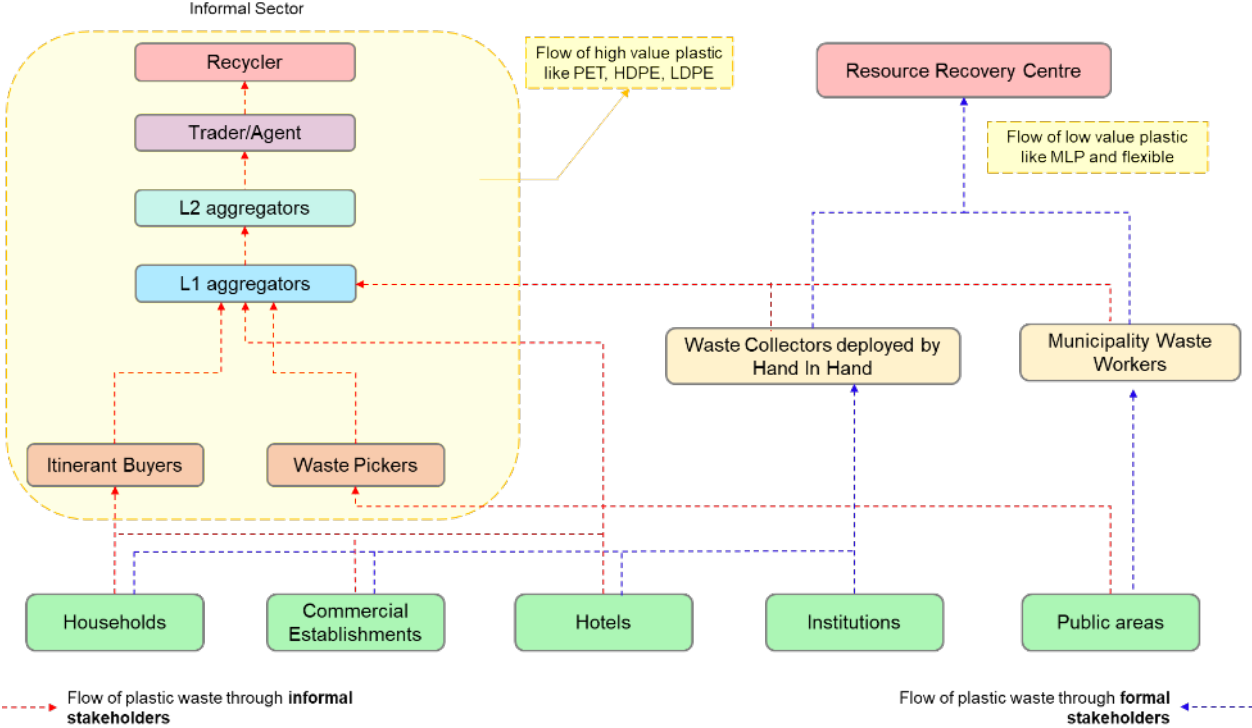 Informal Sector
Recycler
Flow of high value plastic
like PET, HDPE, LDPE
Resource Recovery Centre
Trader/Agent
Flow of low value plastic
like MLP and flexible
L2 aggregators
L1 aggregators
Waste Collectors deployed by
Hand In Hand
Municipality Waste
Workers
Itinerant Buyers
Waste Pickers
Households
Commercial
Establishments
Hotels
Institutions
Public areas
Flow of plastic waste through informal
stakeholders
Flow of plastic waste through formal
stakeholders